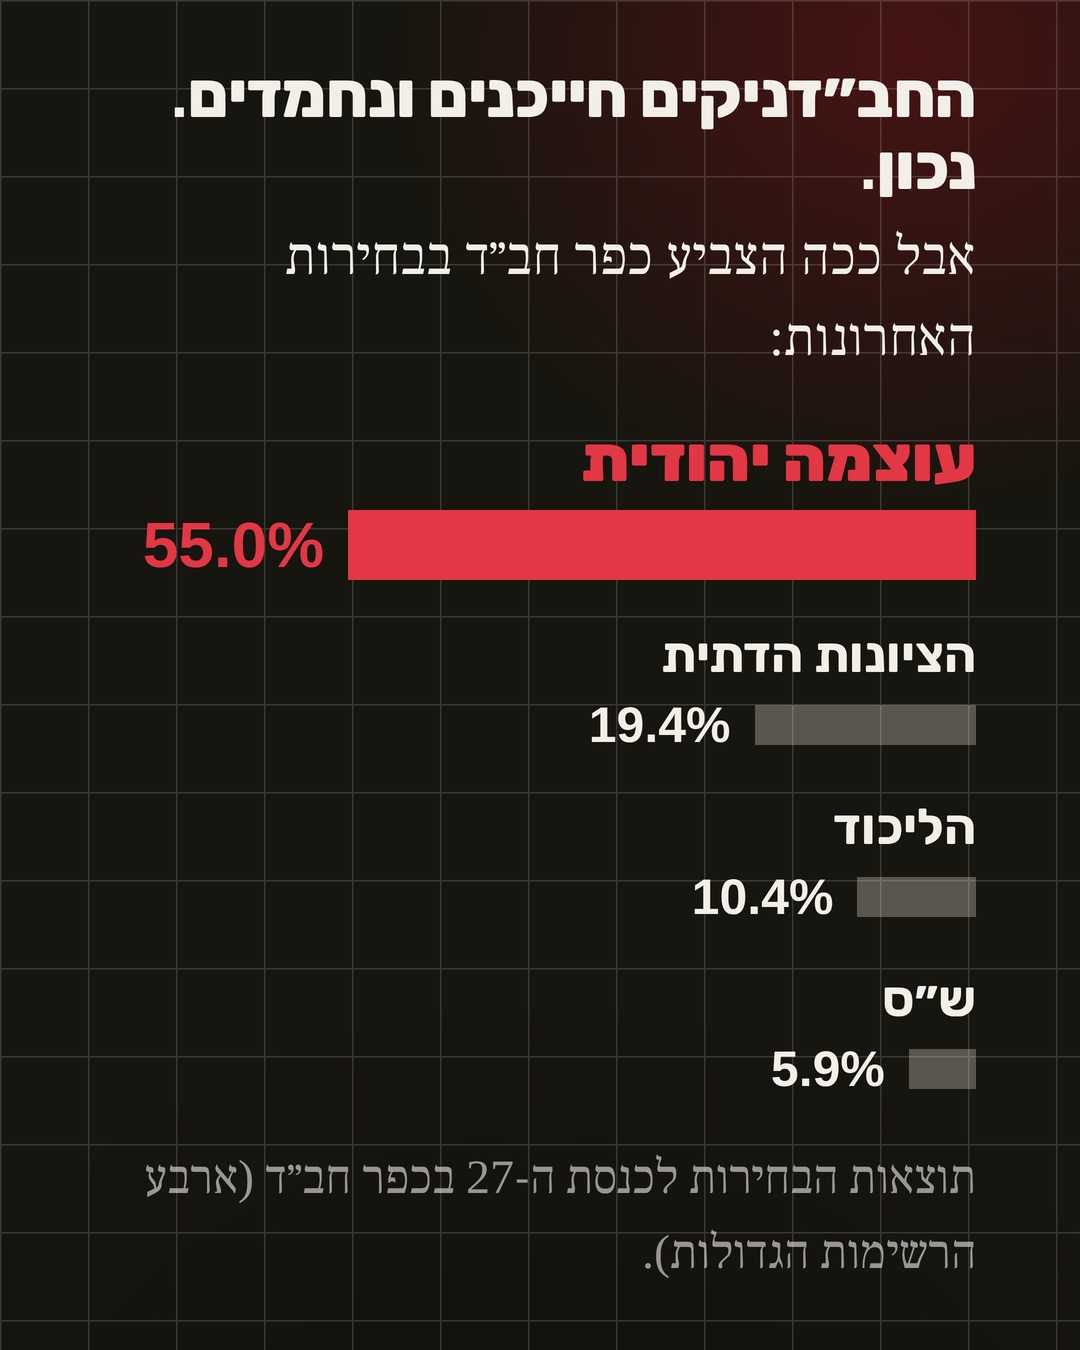 החב״דניקים חייכנים ונחמדים.
נכון.
אבל ככה הצביע כפר חב״ד בבחירות
האחרונות:
עוצמה יהודית
55.0%
הציונות הדתית
19.4%
הליכוד
10.4%
ש״ס
5.9%
תוצאות הבחירות לכנסת ה-27 בכפר חב״ד (ארבע
הרשימות הגדולות).